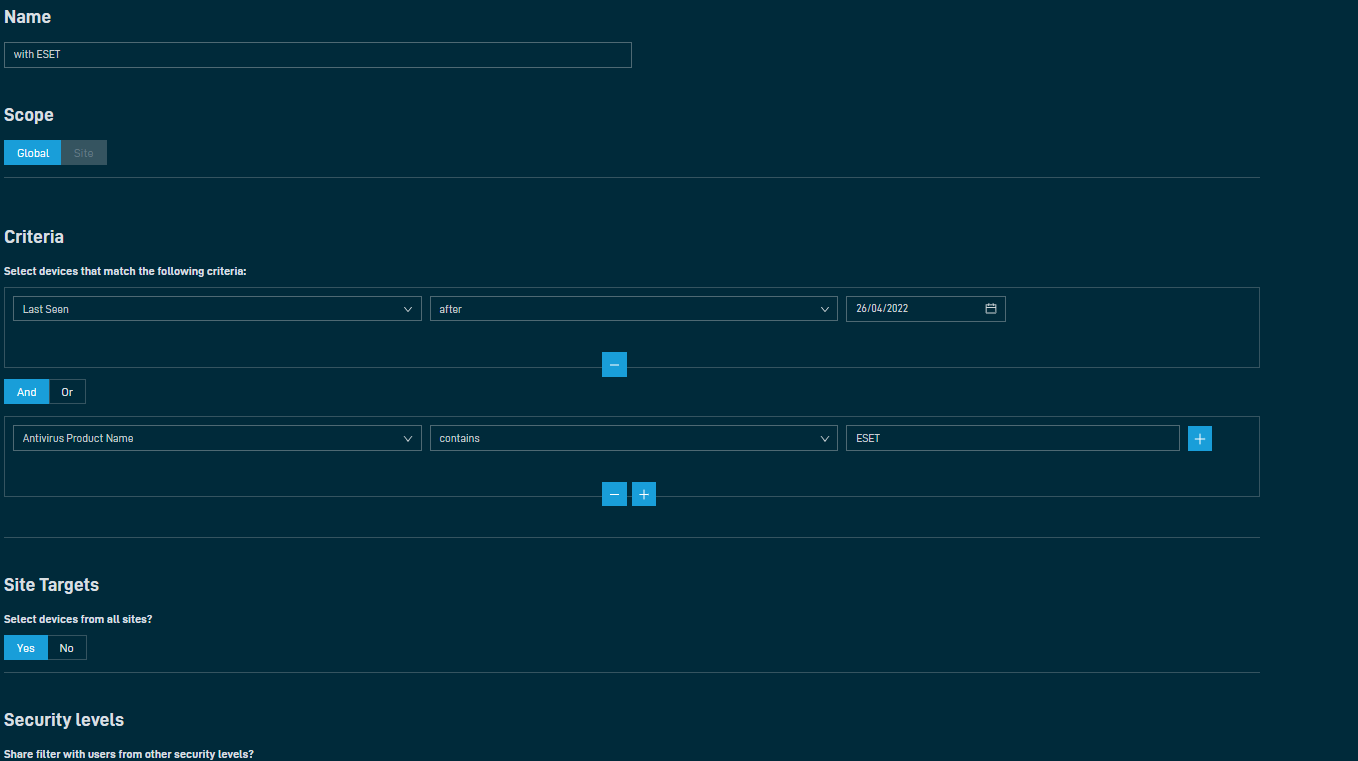 Name
with ESET
Scope
Global Site
Criteria
Select devices that match the following criteria:
Last Seen after 26/04/2022
And Or
Antivirus Product Name contains ESET
Site Targets
Select devices from all sites?
Yes No
Security levels
Share filter with users from other security levels?